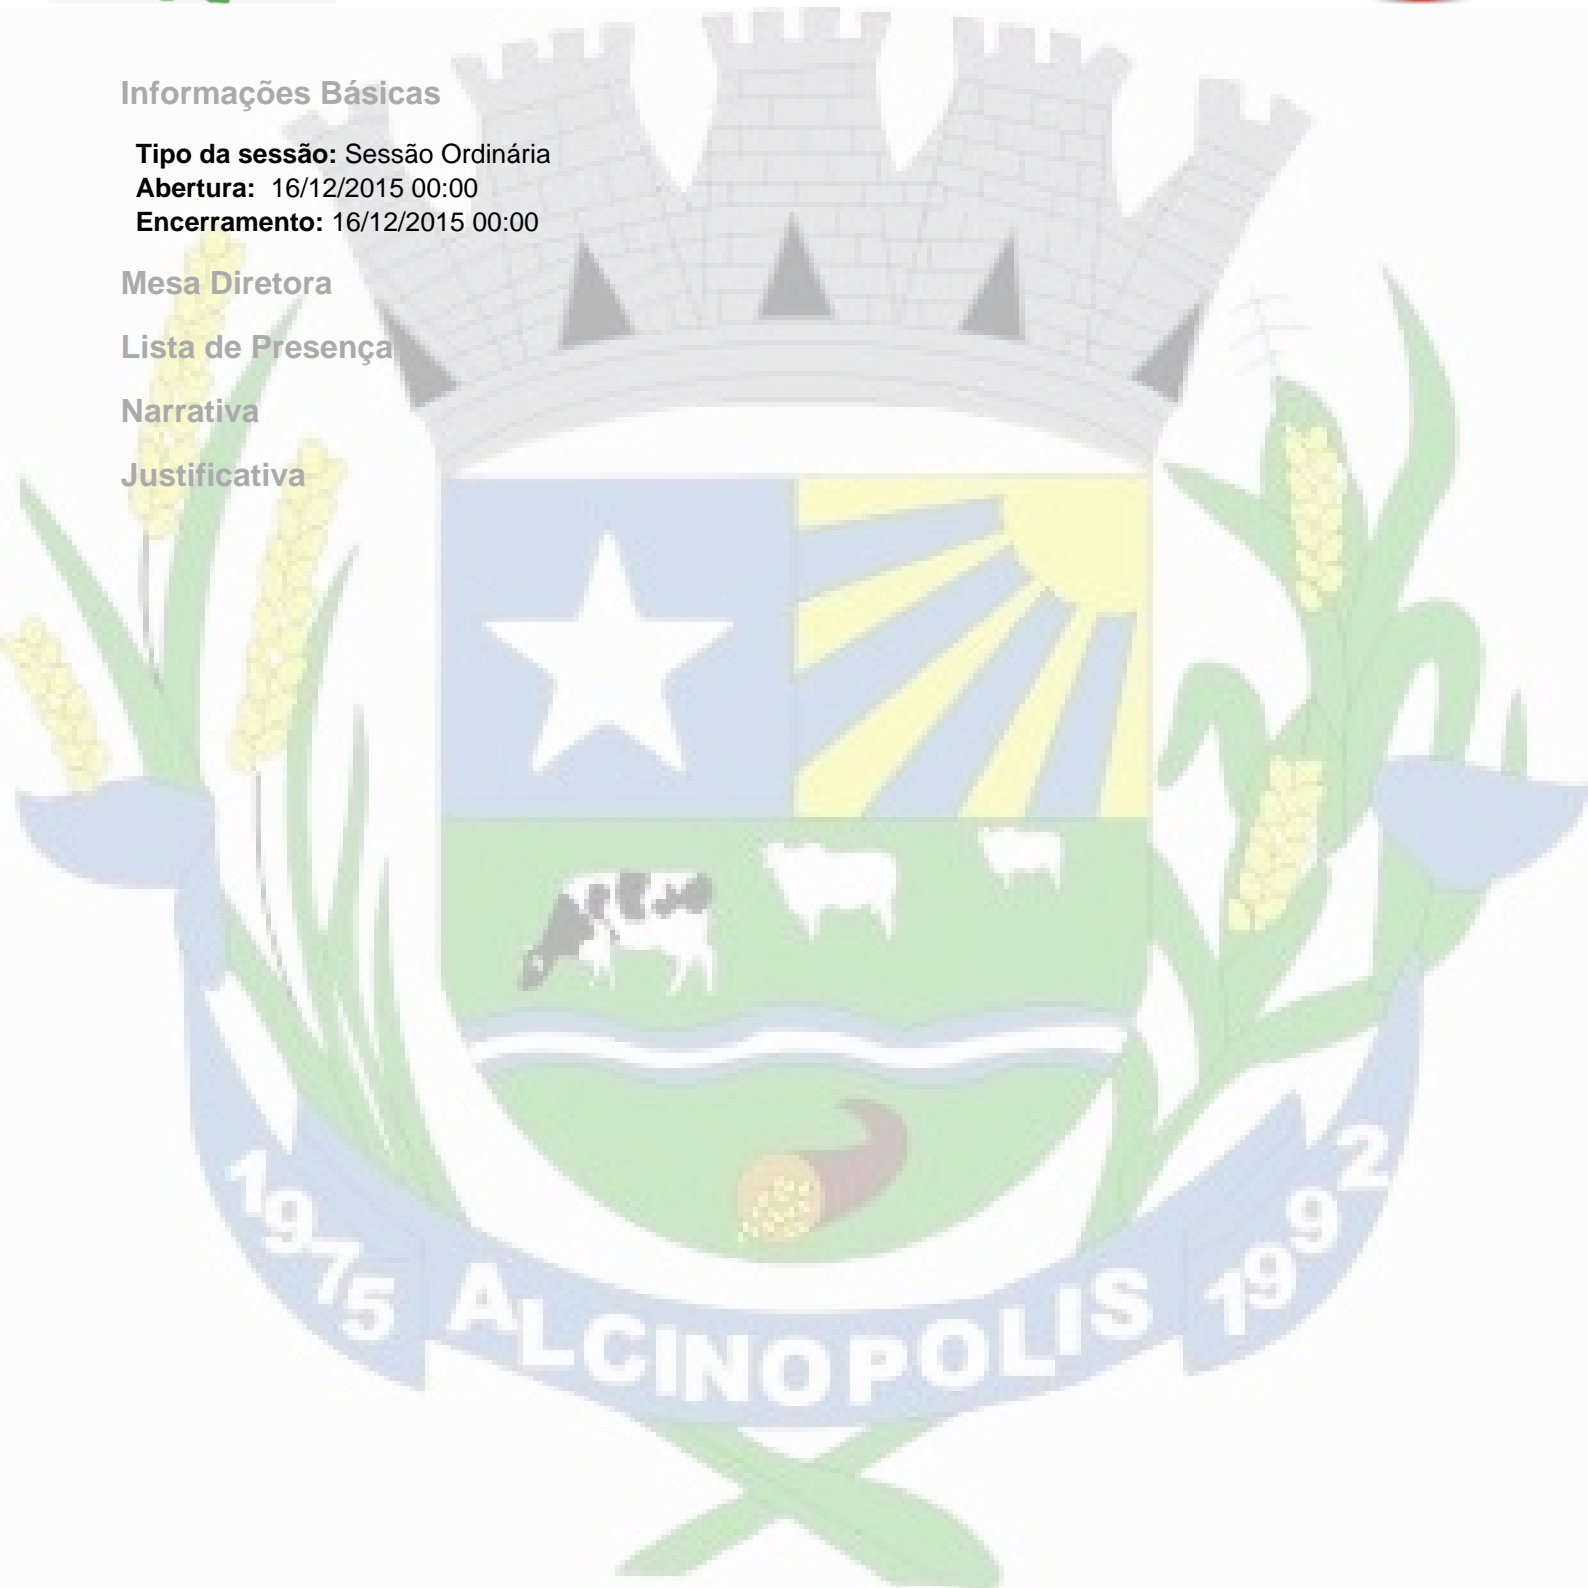 Informações Básicas
Tipo da sessão: Sessão Ordinária
Abertura: 16/12/2015 00:00
Encerramento: 16/12/2015 00:00
Mesa Diretora
Lista de Presença
Narrativa
Justificativa
1975 ALCINOPOLIS 1992